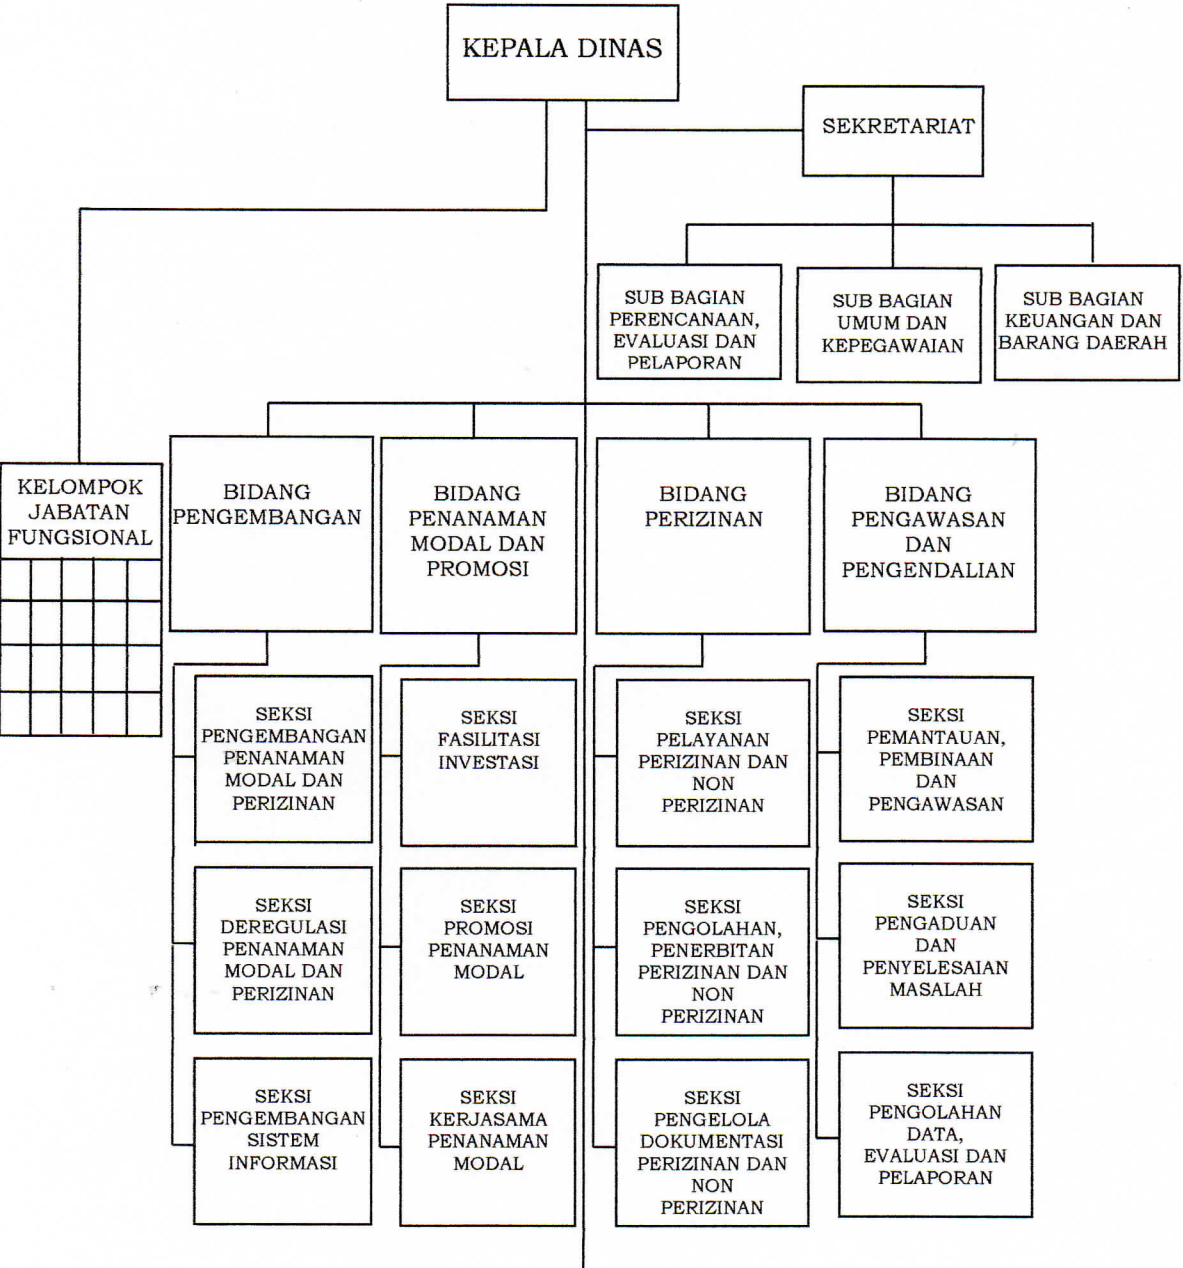 KEPALA DINAS
SEKRETARIAT
SUB BAGIAN
PERENCANAAN,
EVALUASI DAN
PELAPORAN
SUB BAGIAN
UMUM DAN
KEPEGAWAIAN
SUB BAGIAN
KEUANGAN DAN
BARANG DAERAH
KELOMPOK
JABATAN
FUNGSIONAL
BIDANG
PENGEMBANGAN
BIDANG
PENANAMAN
MODAL DAN
PROMOSI
BIDANG
PERIZINAN
BIDANG
PENGAWASAN
DAN
PENGENDALIAN
SEKSI
PENGEMBANGAN
PENANAMAN
MODAL DAN
PERIZINAN
SEKSI
FASILITASI
INVESTASI
SEKSI
PELAYANAN
PERIZINAN DAN
NON
PERIZINAN
SEKSI
PEMANTAUAN,
PEMBINAAN
DAN
PENGAWASAN
SEKSI
DEREGULASI
PENANAMAN
MODAL DAN
PERIZINAN
SEKSI
PROMOSI
PENANAMAN
MODAL
SEKSI
PENGOLAHAN,
PENERBITAN
PERIZINAN DAN
NON
PERIZINAN
SEKSI
PENGADUAN
DAN
PENYELESAIAN
MASALAH
SEKSI
PENGEMBANGAN
SISTEM
INFORMASI
SEKSI
KERJASAMA
PENANAMAN
MODAL
SEKSI
PENGELOLA
DOKUMENTASI
PERIZINAN DAN
NON
PERIZINAN
SEKSI
PENGOLAHAN
DATA,
EVALUASI DAN
PELAPORAN